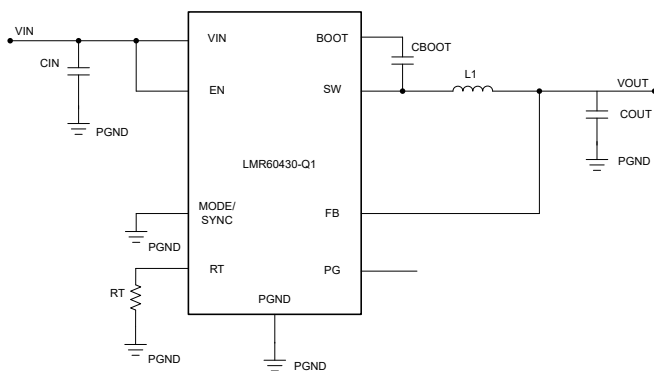 VIN
VIN
BOOT
CBOOT
CIN
L1
VOUT
EN
SW
COUT
PGND
PGND
LMR60430-Q1
MODE/
SYNC
FB
PGND
RT
PG
RT
PGND
PGND
PGND